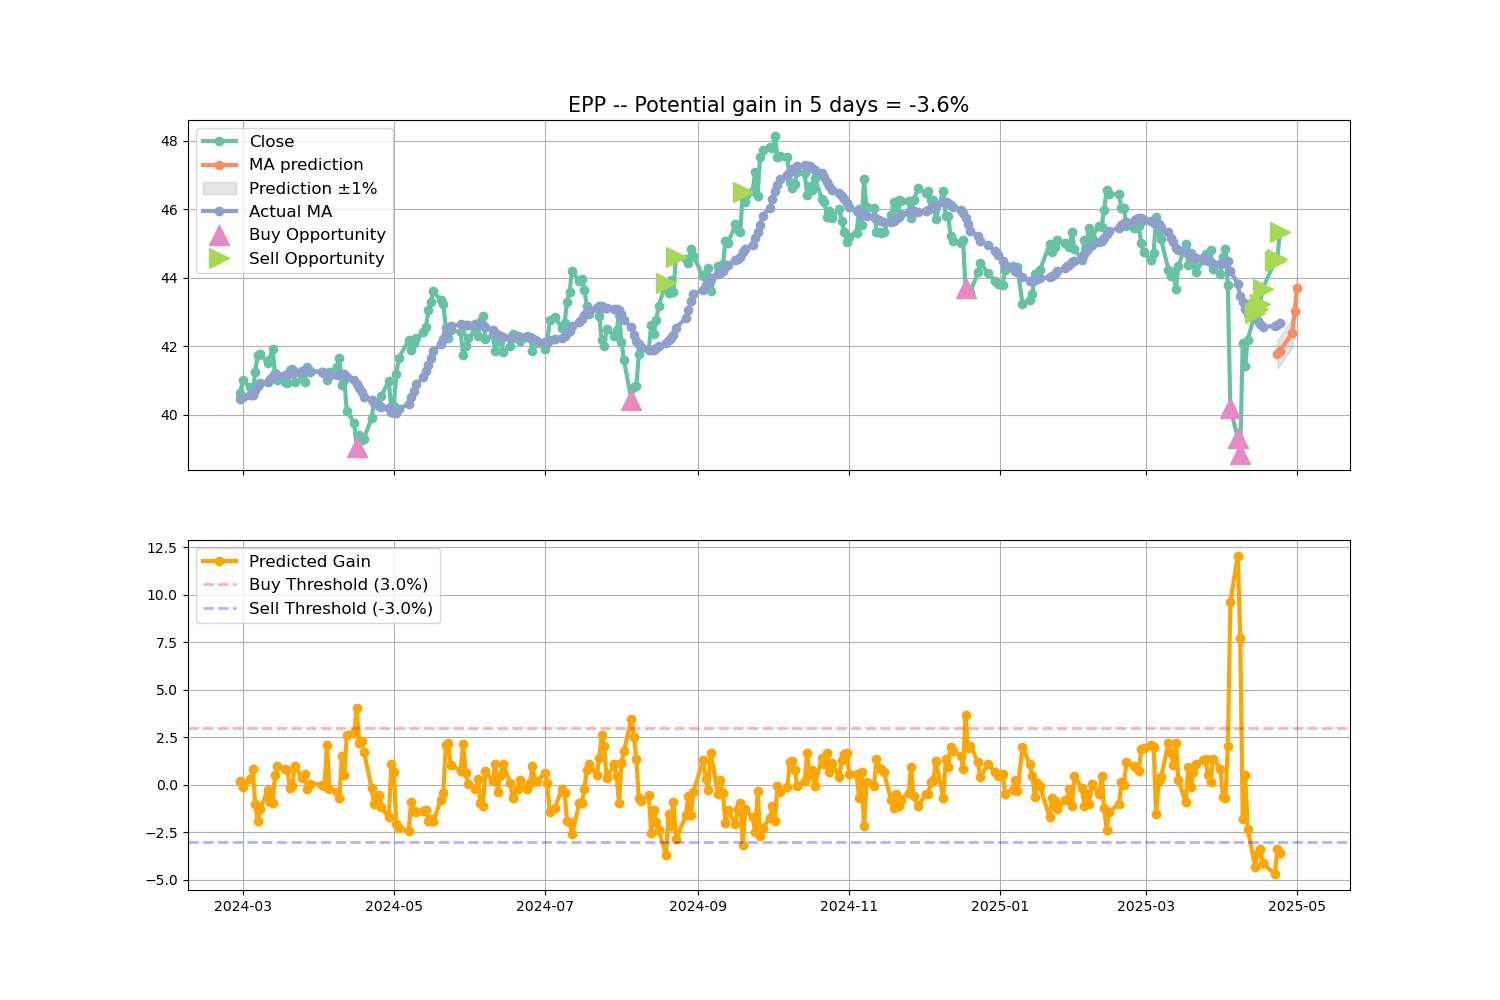 EPP -- Potential gain in 5 days = -3.6%
48
46
44
42
40
Close
MA prediction
Prediction ±1%
Actual MA
Buy Opportunity
Sell Opportunity
12.5
10.0
7.5
5.0
2.5
0.0
−2.5
−5.0
Predicted Gain
Buy Threshold (3.0%)
Sell Threshold (-3.0%)
2024-03 2024-05 2024-07 2024-09 2024-11 2025-01 2025-03 2025-05